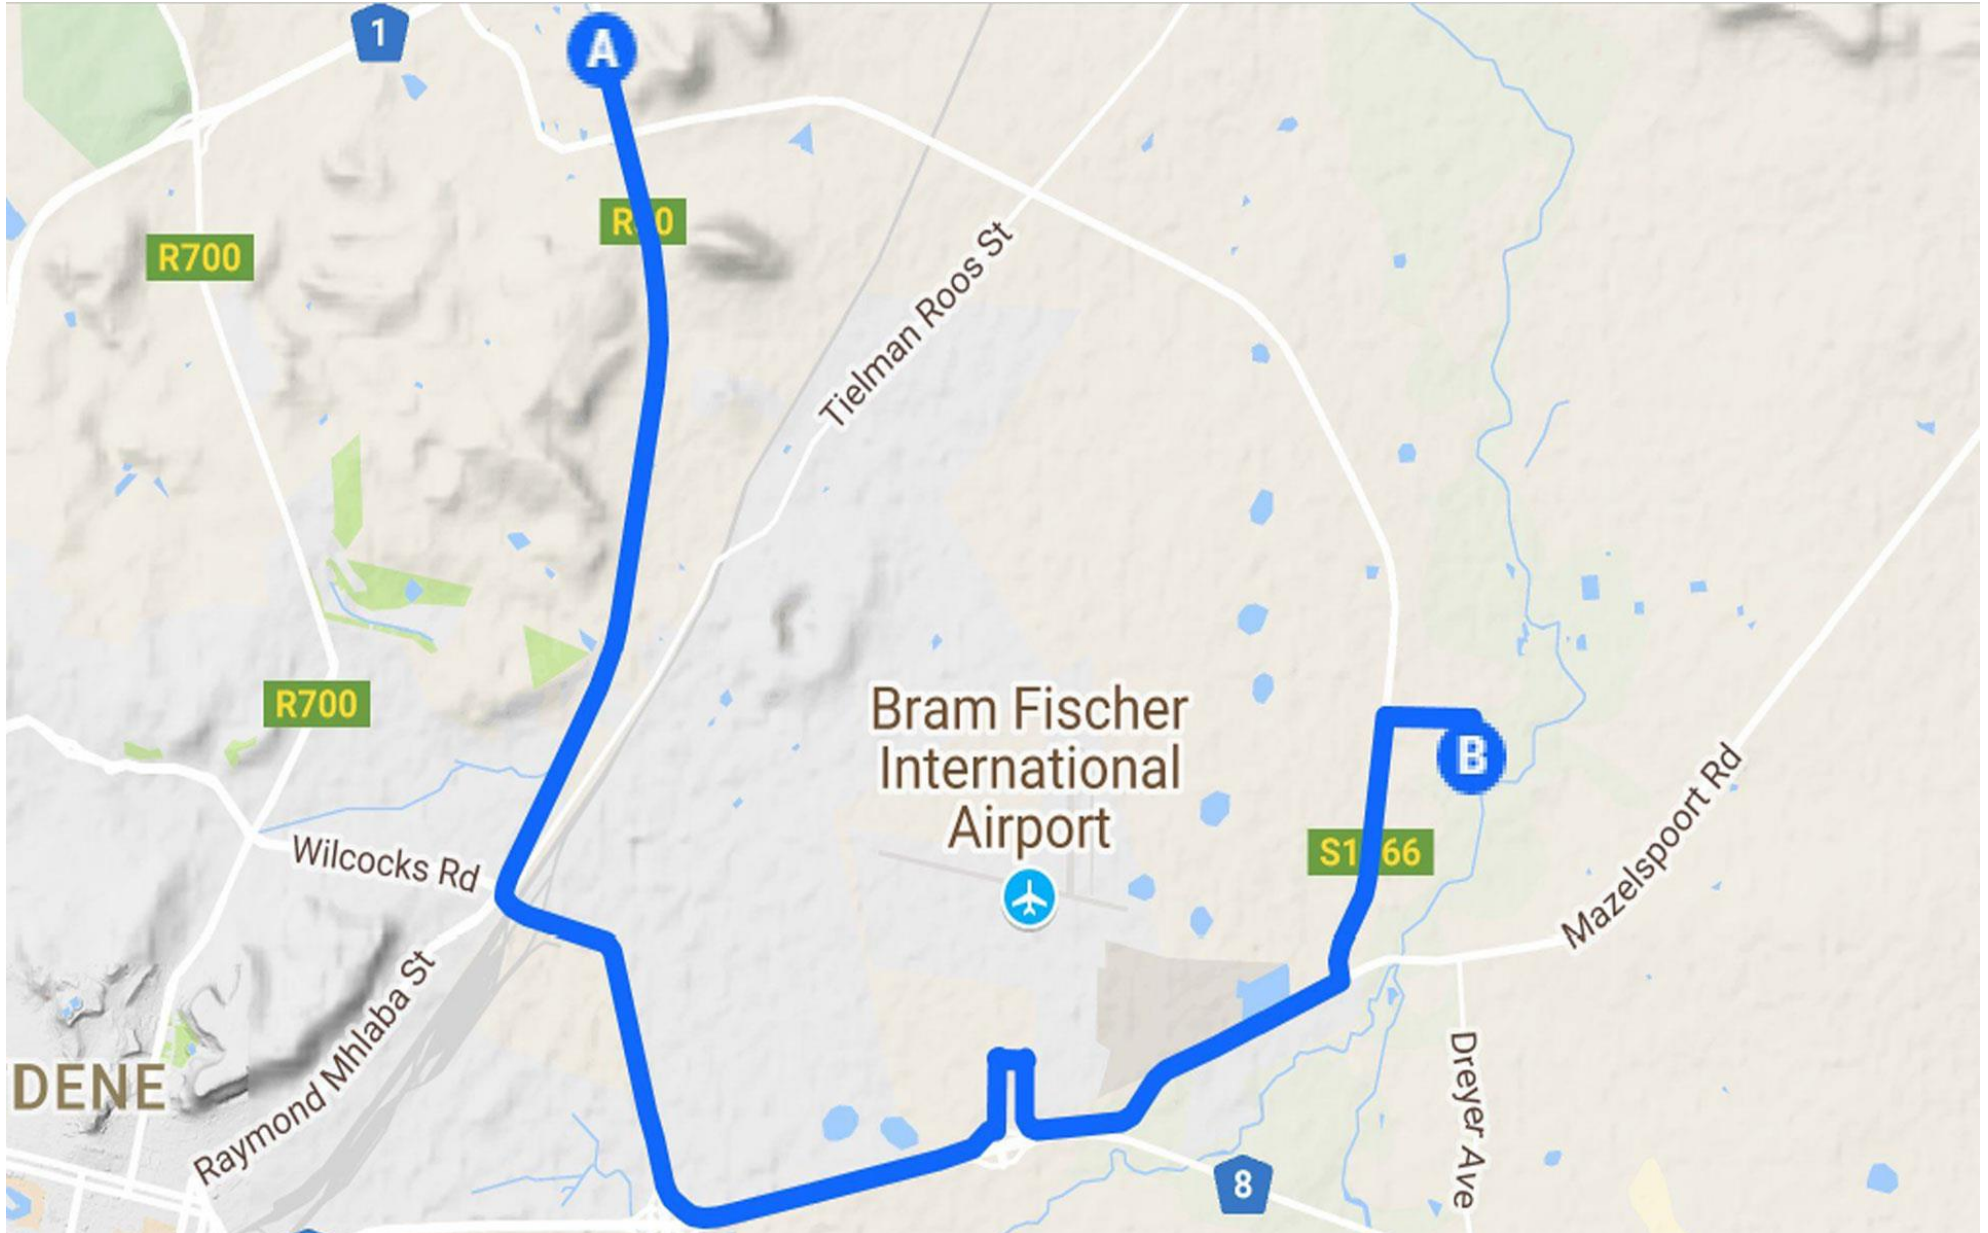 1
A
R700
Tielman Roos St
R700
Bram Fischer
International
Airport
B
Wilcocks Rd
Mazelspoort Rd
Raymond Mhlaba St
DENE
Dreyer Ave
8